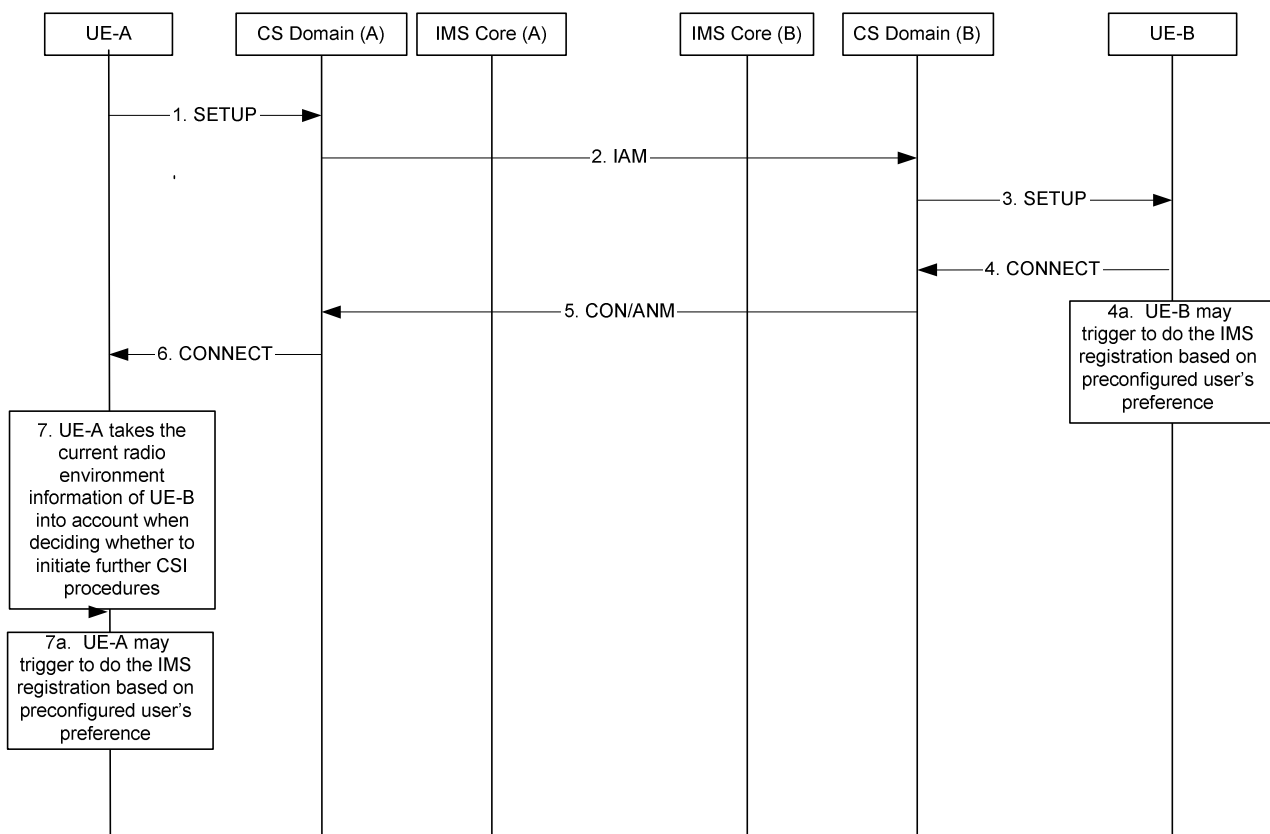 UE-A
CS Domain (A)
IMS Core (A)
IMS Core (B)
CS Domain (B)
UE-B
1. SETUP
2. IAM
3. SETUP
4. CONNECT
5. CON/ANM
4a. UE-B may
trigger to do the IMS
registration based on
preconfigured user's
preference
6. CONNECT
7. UE-A takes the
current radio
environment
information of UE-B
into account when
deciding whether to
initiate further CSI
procedures
7a. UE-A may
trigger to do the IMS
registration based on
preconfigured user's
preference